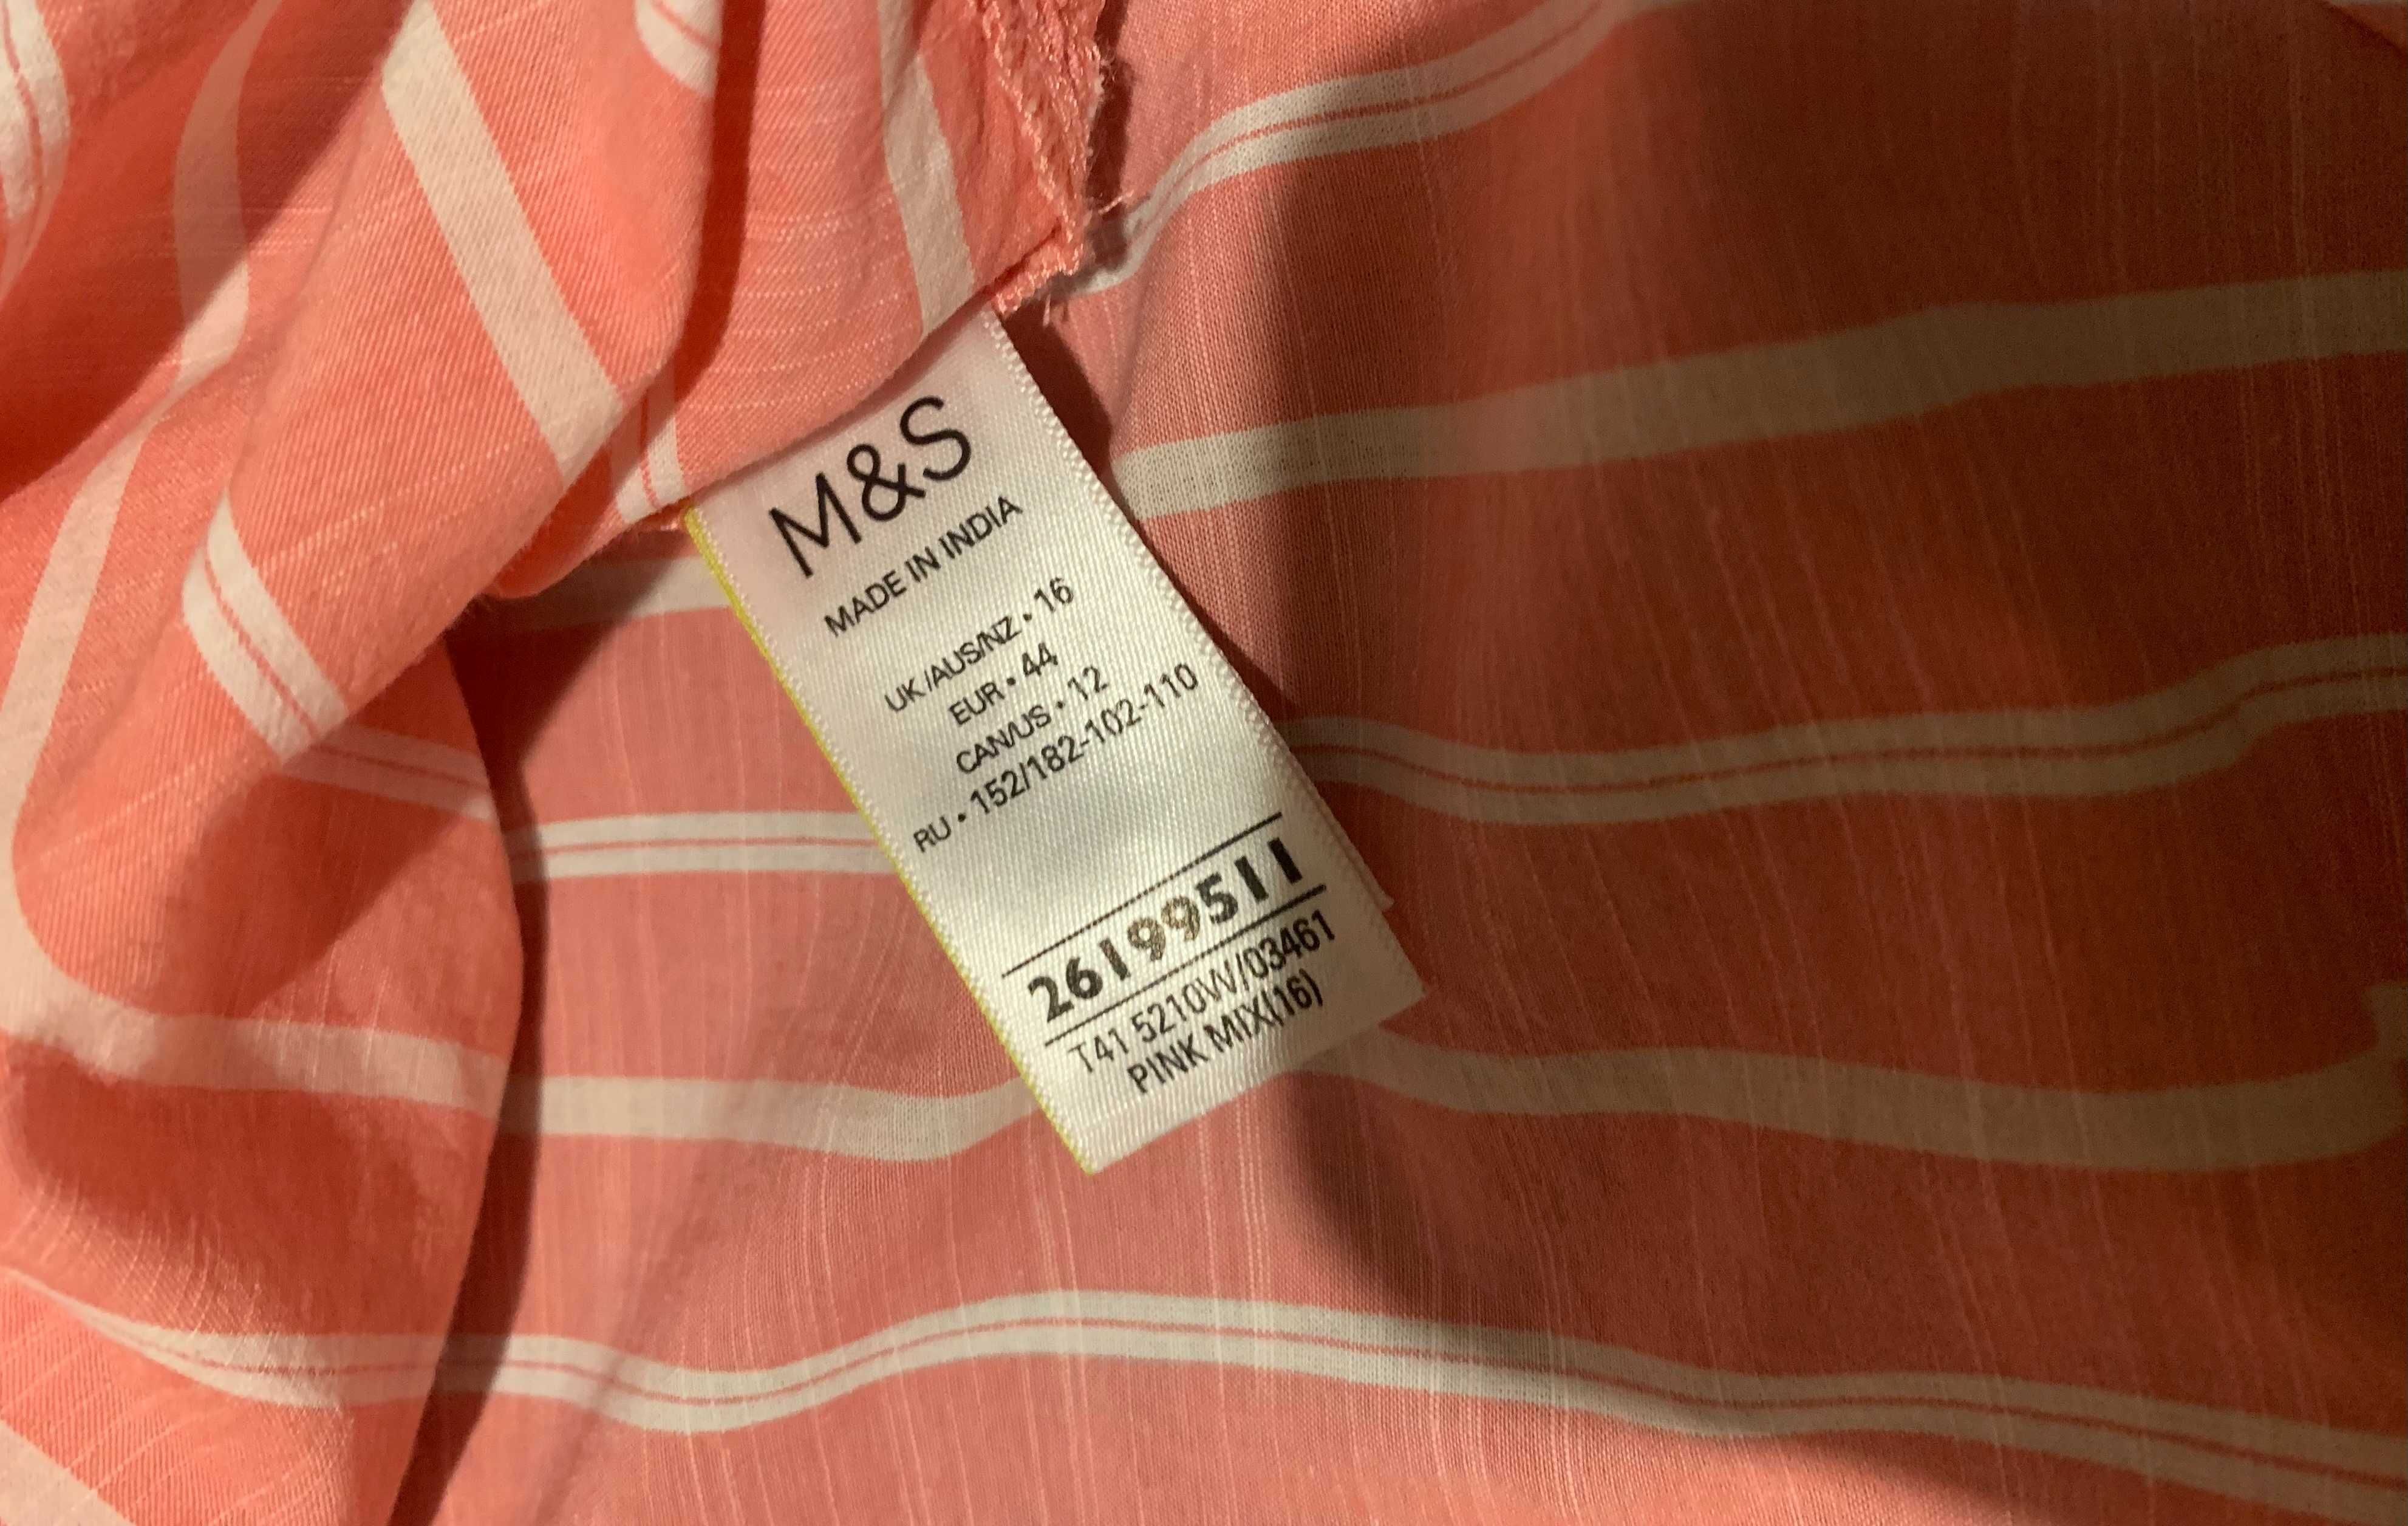 M&S
MADE IN INDIA
UK/AUS/NZ • 16
EUR • 44
CAN/US • 12
RU • 152/182-102-110
26199511
T41 5210W/03461
PINK MIX(16)